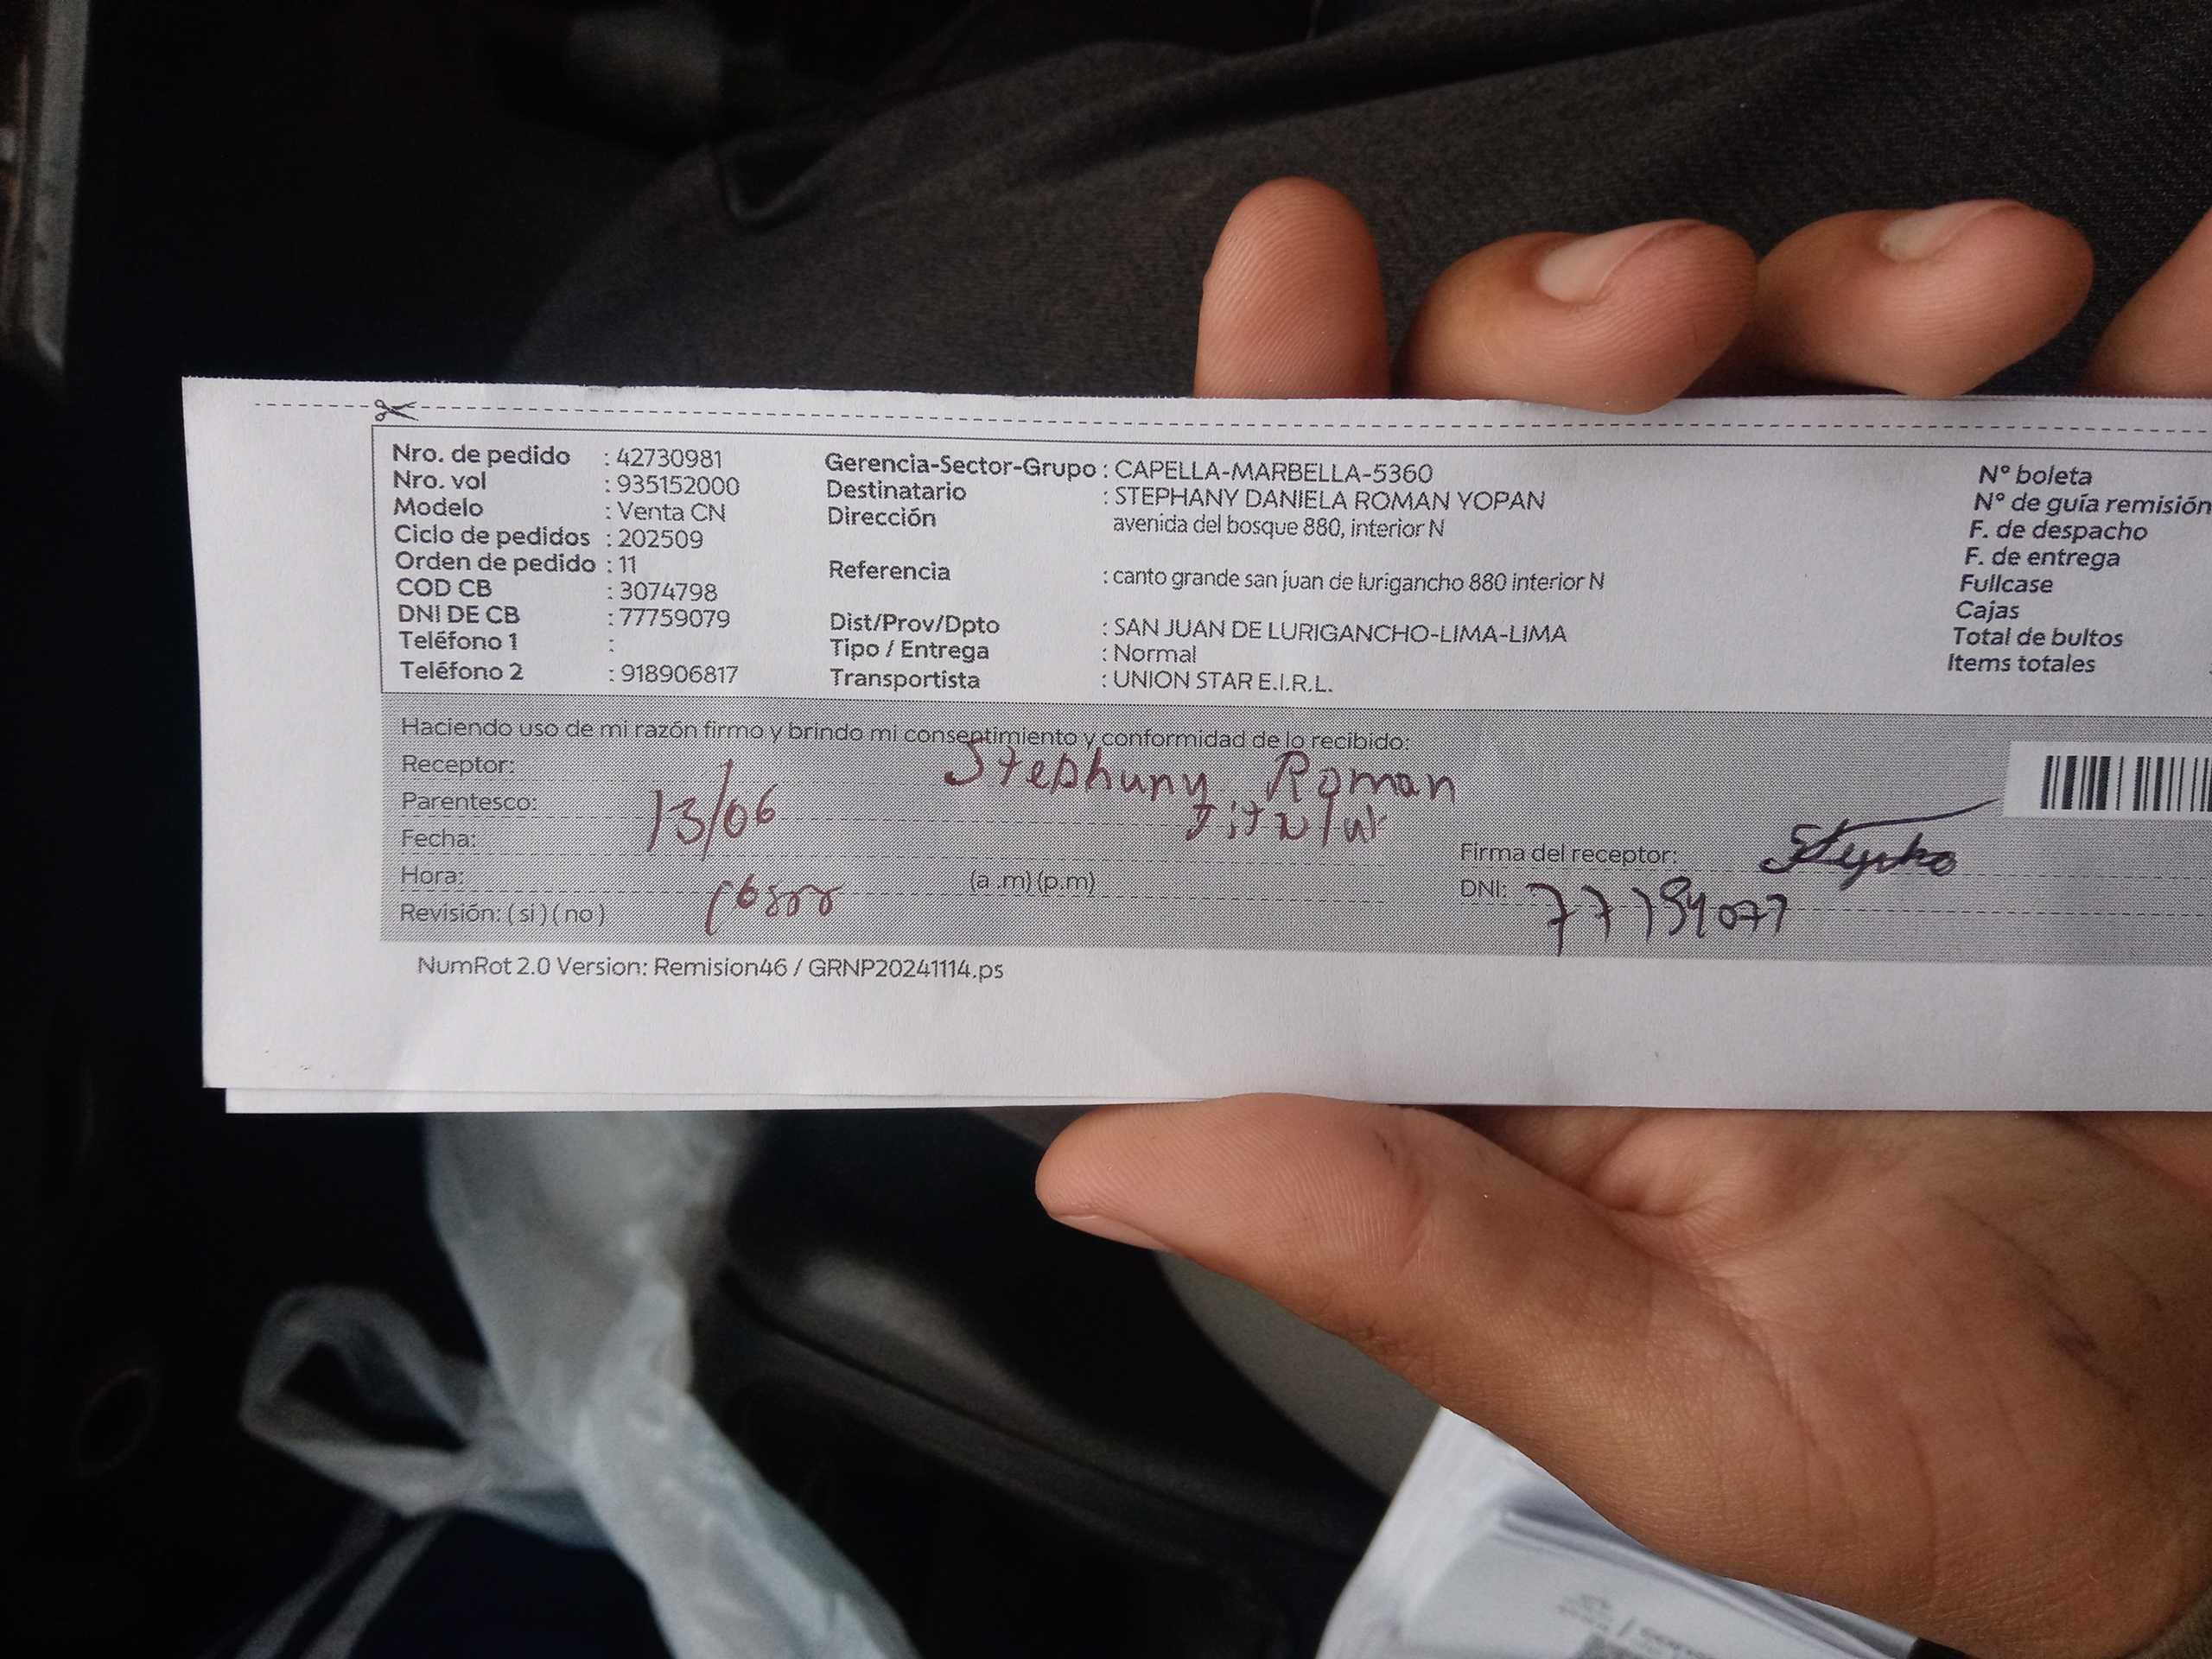 Nro. de pedido : 42730981
Nro. vol : 935152000
Modelo : Venta CN
Ciclo de pedidos : 202509
Orden de pedido : 11
COD CB : 3074798
DNI DE CB : 77759079
Teléfono 1 :
Teléfono 2 : 918906817
Gerencia-Sector-Grupo : CAPELLA-MARBELLA-5360
Destinatario : STEPHANY DANIELA ROMAN YOPAN
Dirección avenida del bosque 880, interior N
Referencia : canto grande san juan de lurigancho 880 interior N
Dist/Prov/Dpto : SAN JUAN DE LURIGANCHO-LIMA-LIMA
Tipo / Entrega : Normal
Transportista : UNION STAR E.I.R.L.
N° boleta
N° de guía remisión
F. de despacho
F. de entrega
Fullcase
Cajas
Total de bultos
Items totales
Haciendo uso de mi razón firmo y brindo mi consentimiento y conformidad de lo recibido:
Receptor: Stephany Roman
Parentesco: Titular
Fecha: 13/06
Hora: (a .m) (p.m)
Revisión: ( si ) ( no )
Firma del receptor:
DNI:
NumRot 2.0 Version: Remision46 / GRNP20241114.ps